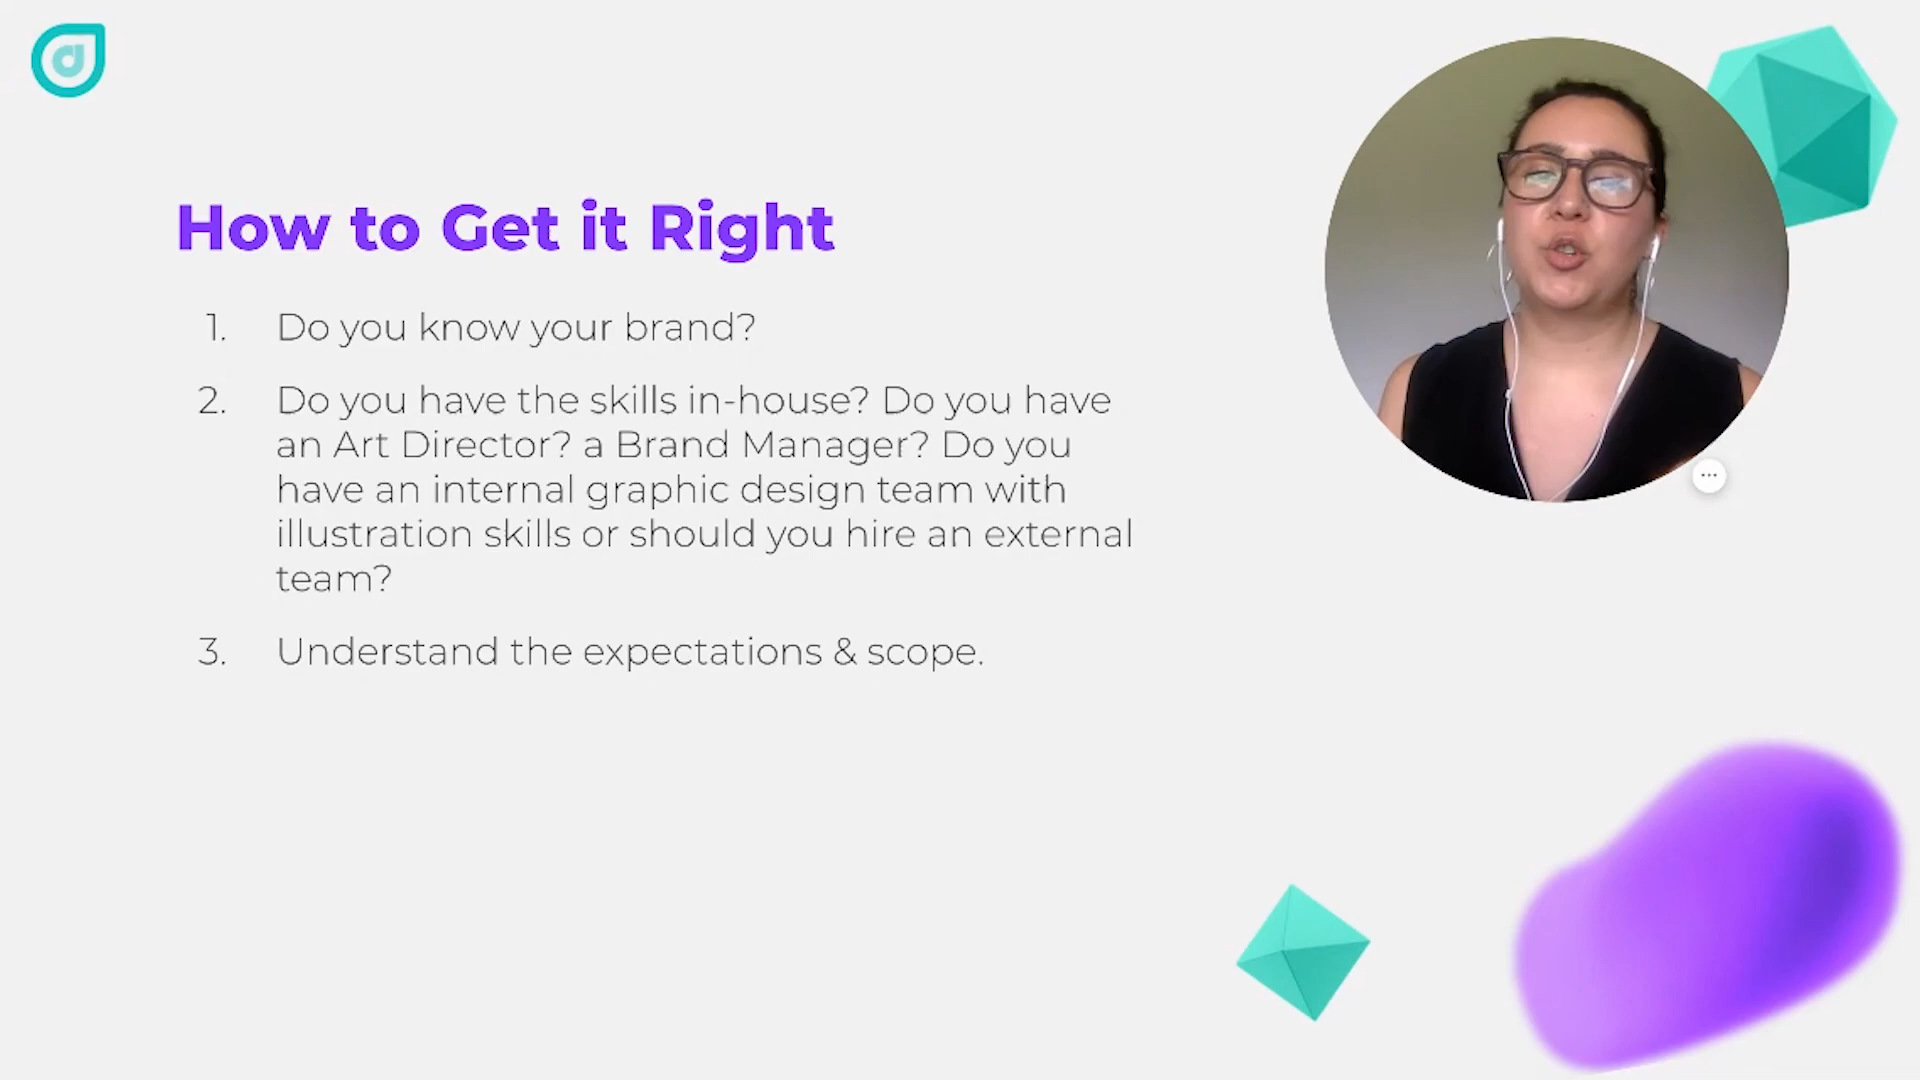 How to Get it Right
1. Do you know your brand?
2. Do you have the skills in-house? Do you have
an Art Director? a Brand Manager? Do you
have an internal graphic design team with
illustration skills or should you hire an external
team?
3. Understand the expectations & scope.